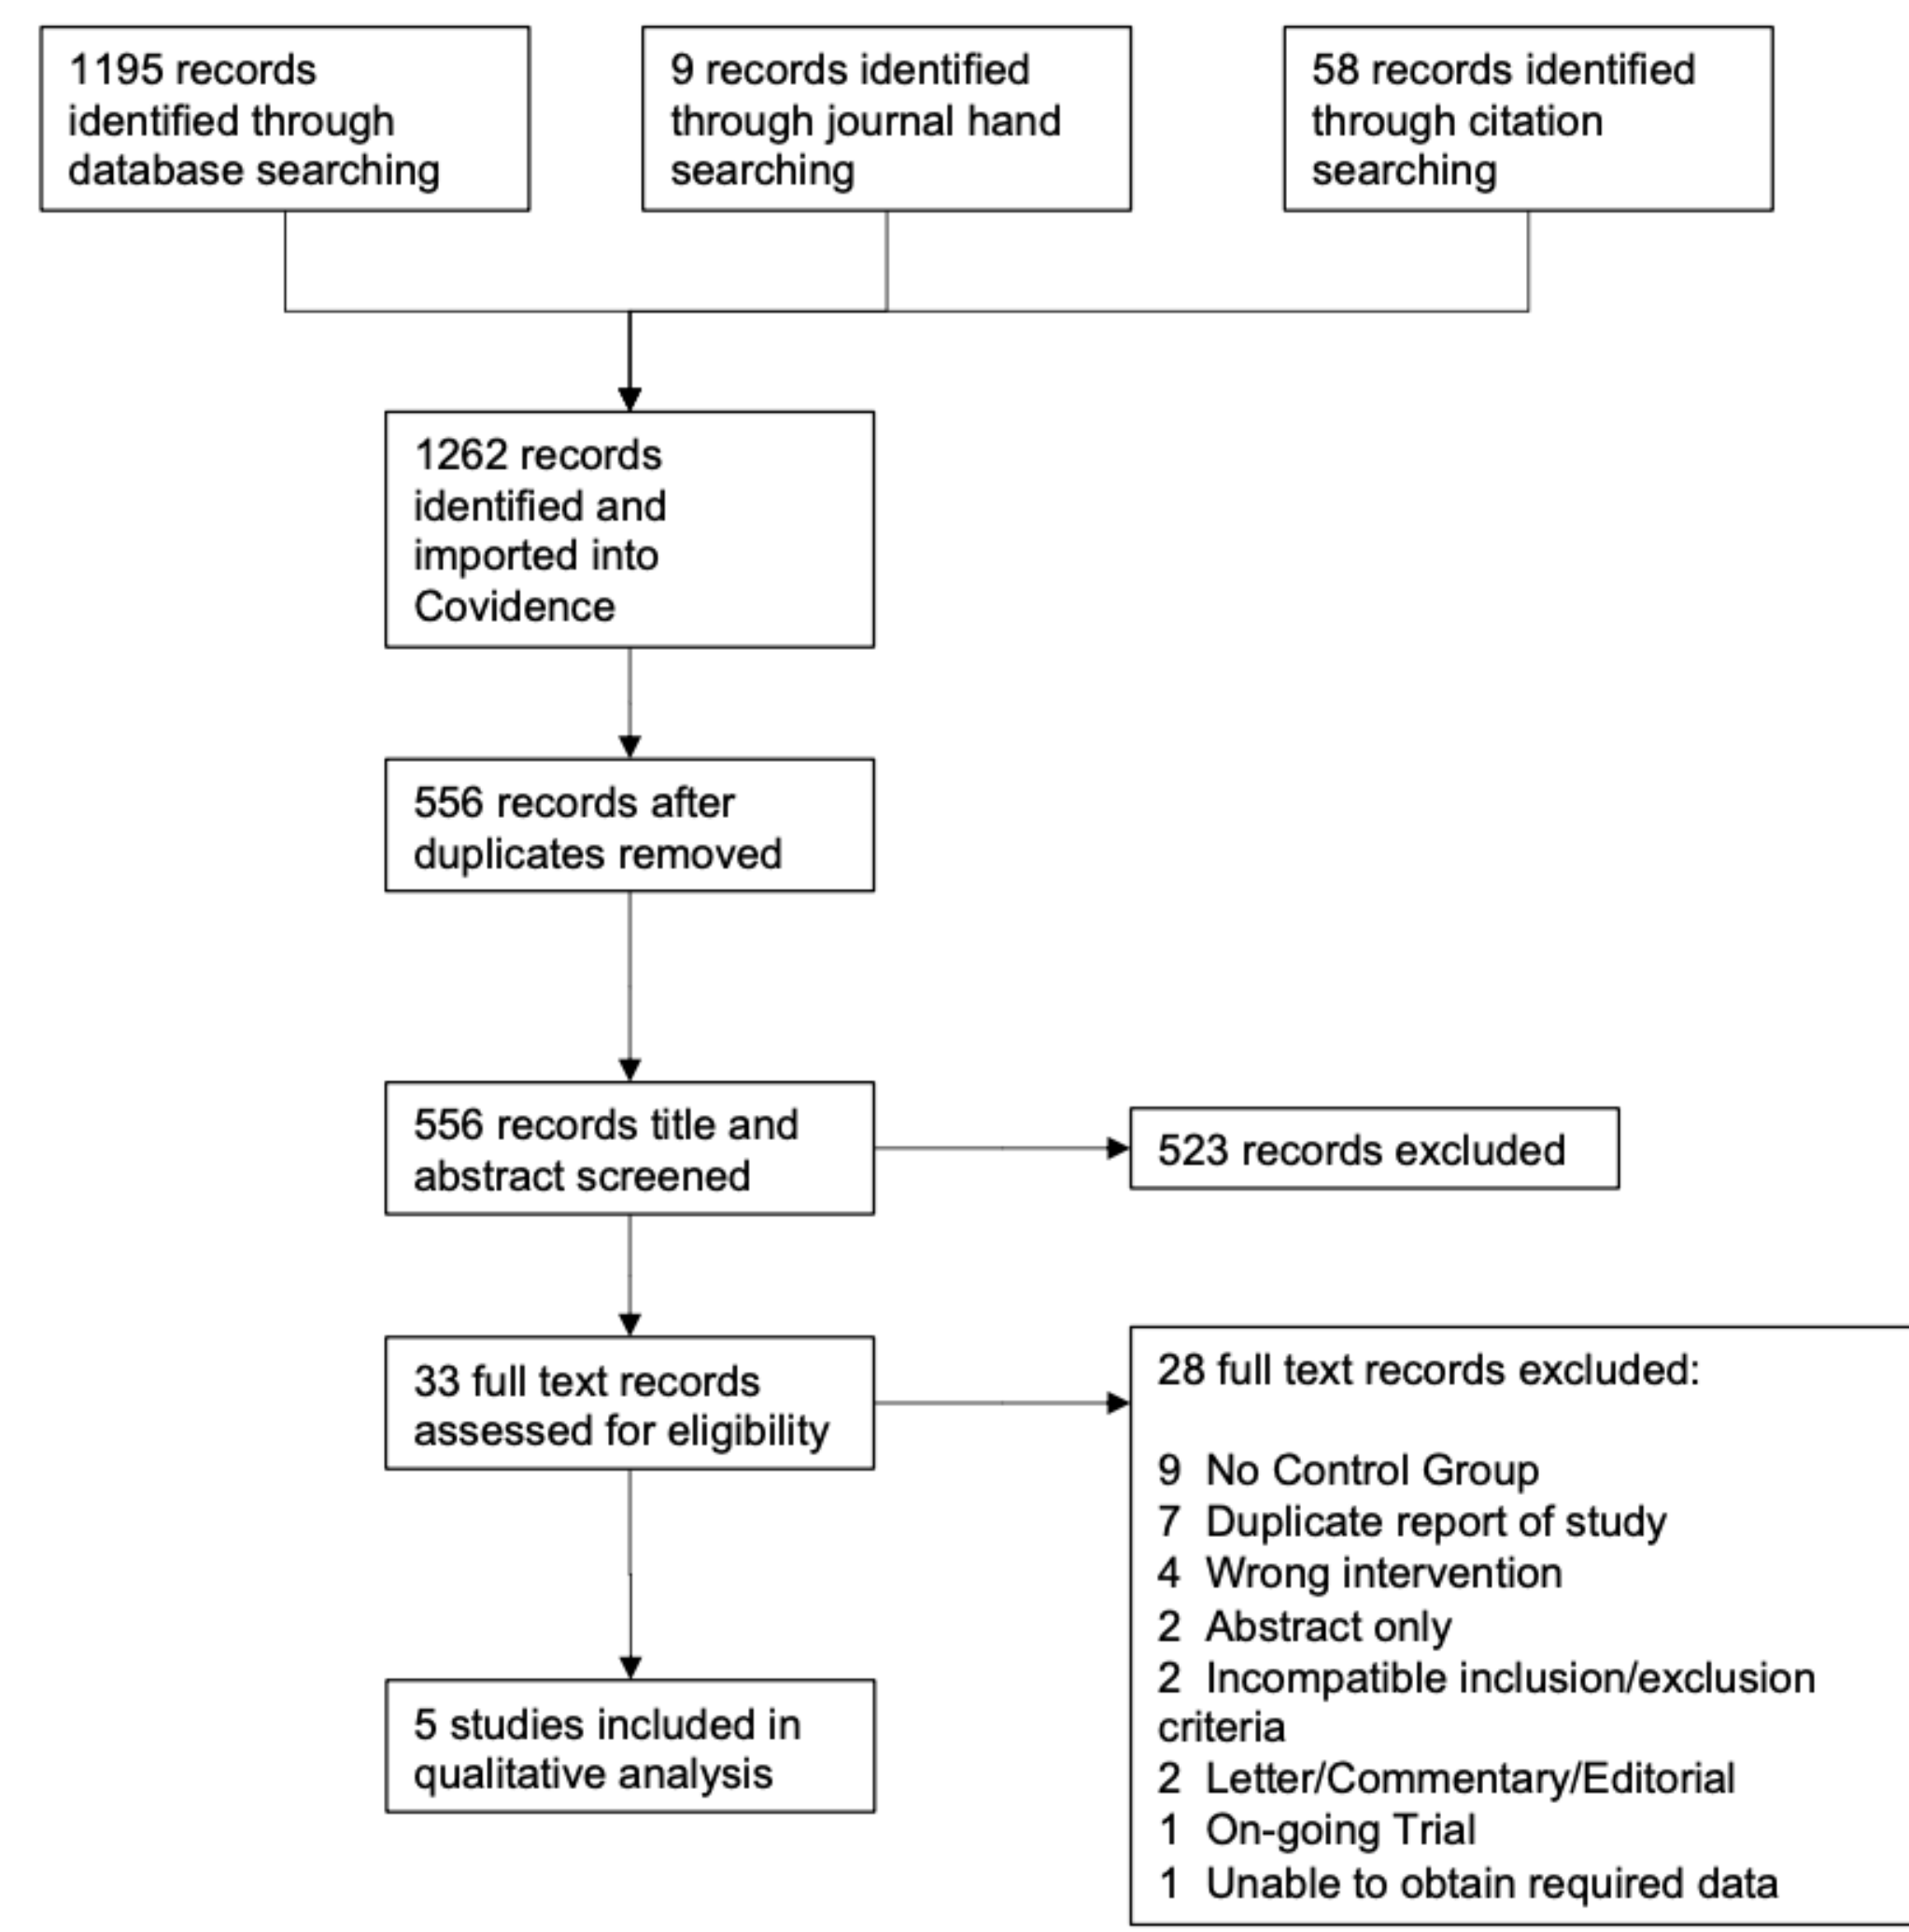 1195 records
identified through
database searching
9 records identified
through journal hand
searching
58 records identified
through citation
searching
1262 records
identified and
imported into
Covidence
556 records after
duplicates removed
556 records title and
abstract screened
523 records excluded
33 full text records
assessed for eligibility
28 full text records excluded:
9 No Control Group
7 Duplicate report of study
4 Wrong intervention
2 Abstract only
2 Incompatible inclusion/exclusion
criteria
2 Letter/Commentary/Editorial
1 On-going Trial
1 Unable to obtain required data
5 studies included in
qualitative analysis